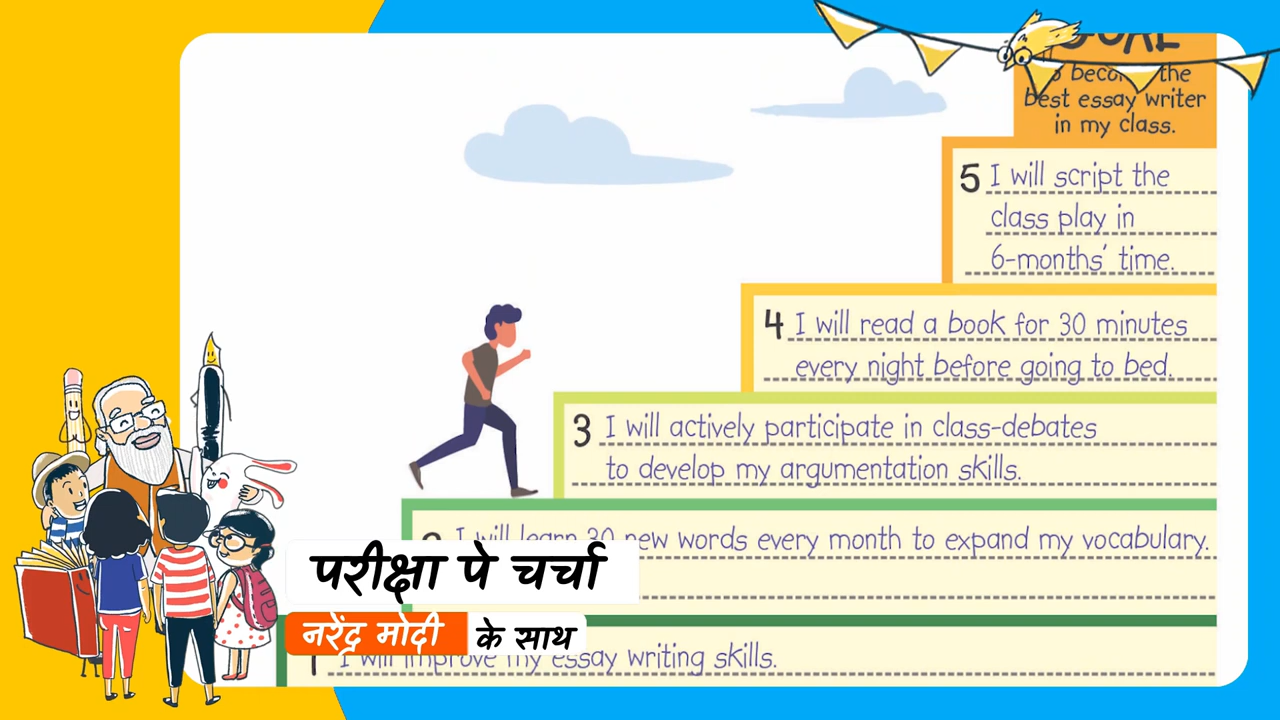 GOAL
To become the
best essay writer
in my class.
5 I will script the
class play in
6-months' time.
4 I will read a book for 30 minutes
every night before going to bed.
3 I will actively participate in class-debates
to develop my argumentation skills.
2 I will learn 30 new words every month to expand my vocabulary.
1 I will improve my essay writing skills.
परीक्षा पे चर्चा
नरेंद्र मोदी के साथ